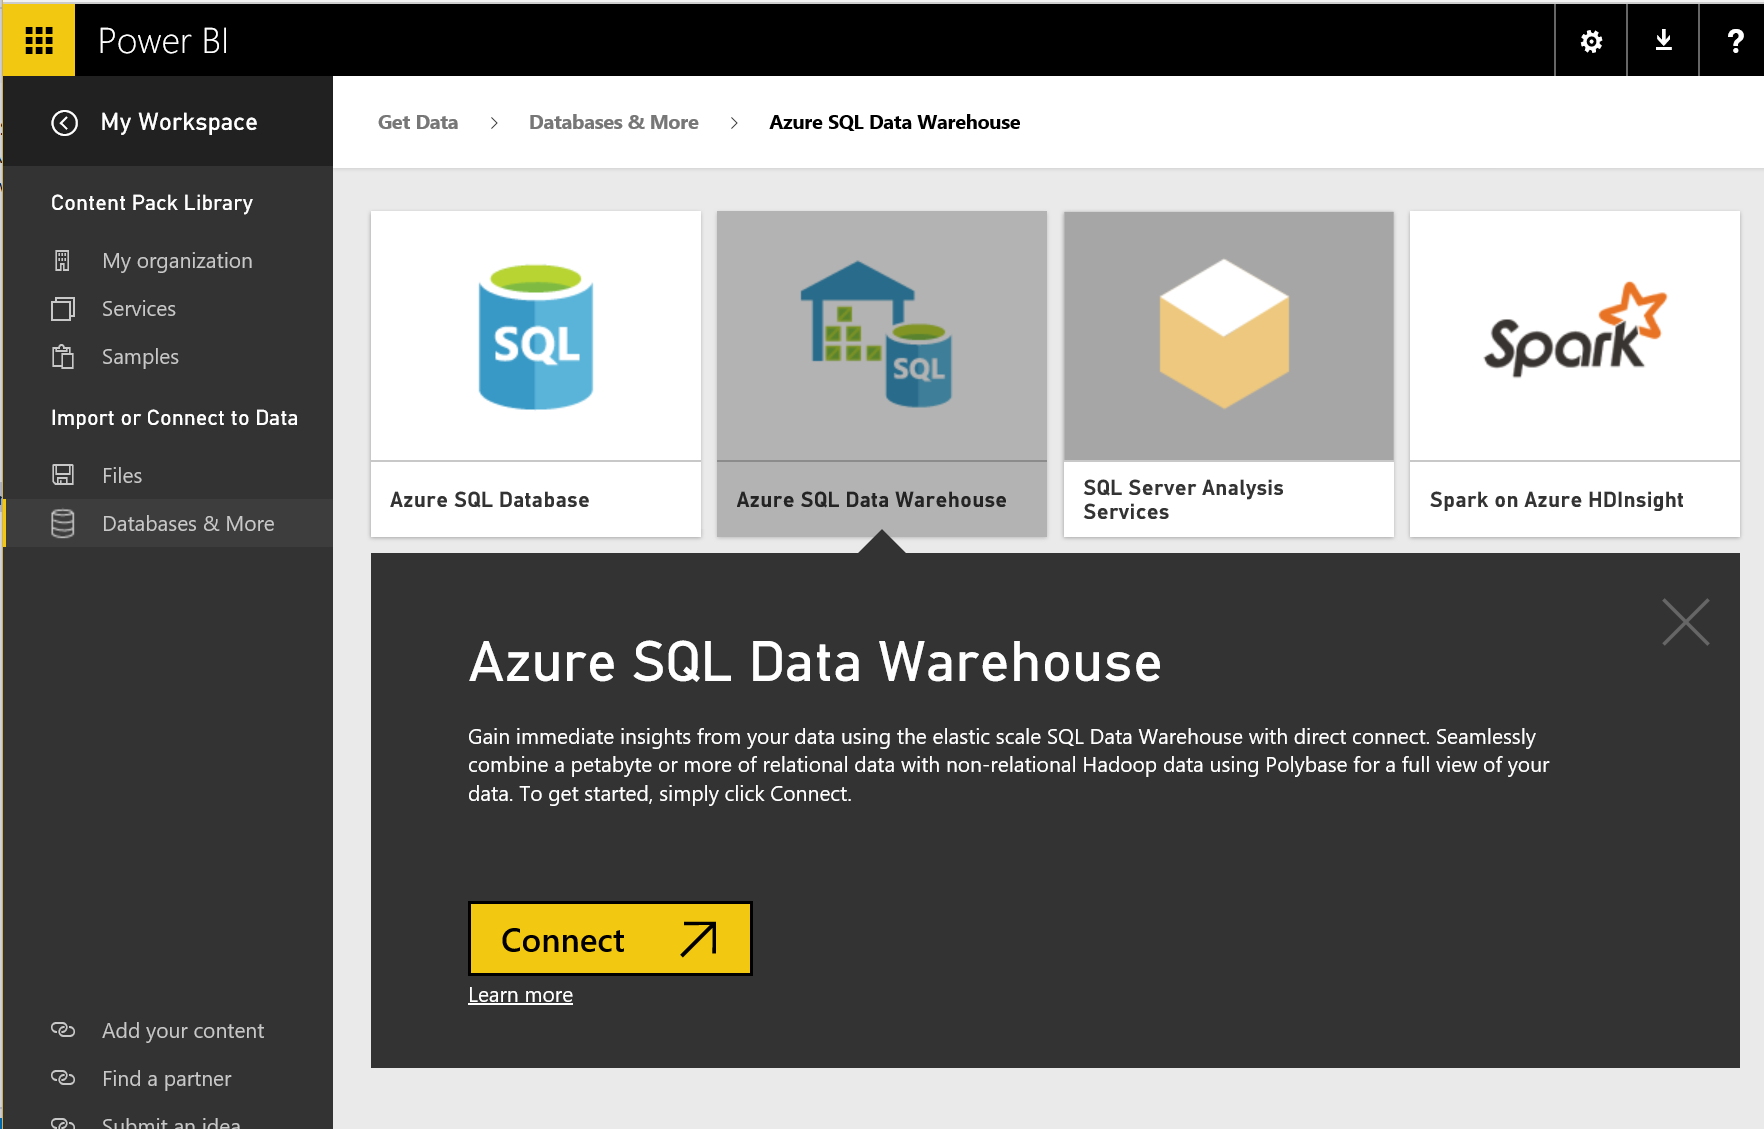 Power BI
?
My Workspace
Get Data > Databases & More > Azure SQL Data Warehouse
Content Pack Library
My organization
Services
Samples
Import or Connect to Data
Files
Databases & More
SQL
SQL
Spark
Azure SQL Database
Azure SQL Data Warehouse
SQL Server Analysis
Services
Spark on Azure HDInsight
Azure SQL Data Warehouse
Gain immediate insights from your data using the elastic scale SQL Data Warehouse with direct connect. Seamlessly
combine a petabyte or more of relational data with non-relational Hadoop data using Polybase for a full view of your
data. To get started, simply click Connect.
Connect
Learn more
Add your content
Find a partner
Submit an idea